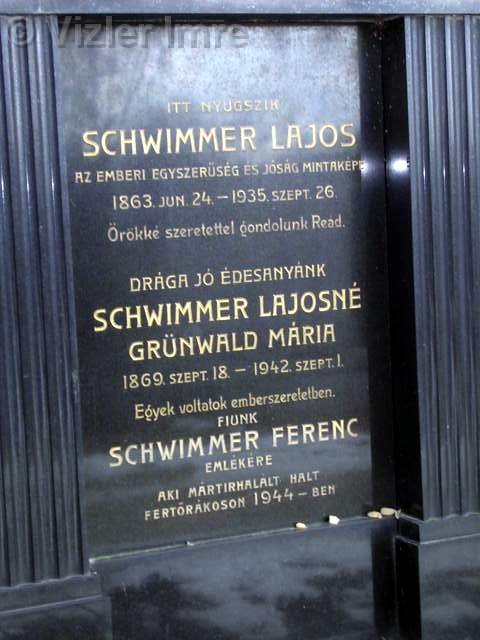 © Vizler Imre
ITT NYUGSZIK
SCHWIMMER LAJOS
AZ EMBERI EGYSZERŰSÉG ÉS JÓSÁG MINTAKÉPE
1863. JUN. 24. – 1935. SZEPT. 26.
Örökké szeretettel gondolunk Read.
DRÁGA JÓ ÉDESANYÁNK
SCHWIMMER LAJOSNÉ
GRÜNWALD MÁRIA
1869. SZEPT. 18. – 1942. SZEPT. 1.
Egyek voltatok emberszeretetben.
FIUNK
SCHWIMMER FERENC
EMLÉKÉRE
AKI MÁRTIRHALÁLT HALT
FERTŐRÁKOSON 1944 – BEN